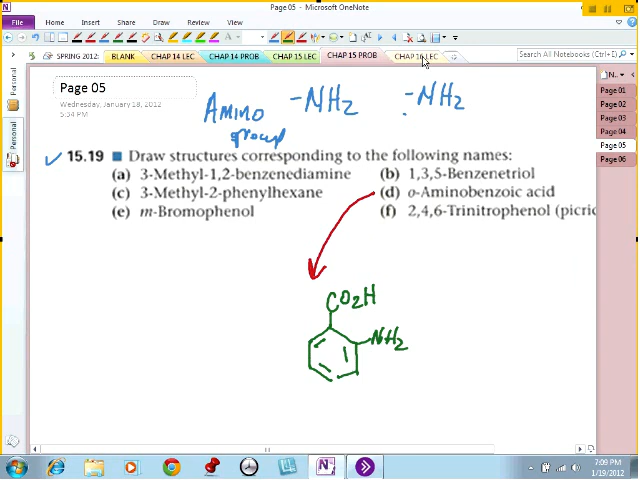 Page 05 - Microsoft OneNote
File Home Insert Share Draw Review View
SPRING 2012: BLANK CHAP 14 LEC CHAP 14 PROB CHAP 15 LEC CHAP 15 PROB CHAP 16 LEC Search All Notebooks (Ctrl+E)
Personal
Personal
Page 05
Wednesday, January 18, 2012
5:34 PM
N..
Page 01
Page 02
Page 03
Page 04
Page 05
Page 06
AMINO -NH2 -NH2
group
15.19 Draw structures corresponding to the following names:
(a) 3-Methyl-1,2-benzenediamine (b) 1,3,5-Benzenetriol
(c) 3-Methyl-2-phenylhexane (d) o-Aminobenzoic acid
(e) m-Bromophenol (f) 2,4,6-Trinitrophenol (picric
CO2H
NH2
7:09 PM
1/19/2012